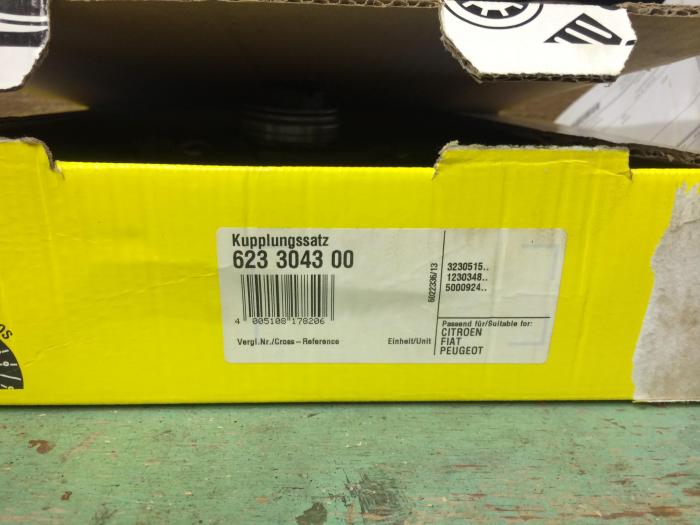 Kupplungssatz
623 3043 00
4 005108 178206
Vergl.Nr./Cross - Reference
Einheit/Unit
6022336/13
3230515..
1230348..
5000924..
Passend für/Suitable for:
CITROEN
FIAT
PEUGEOT